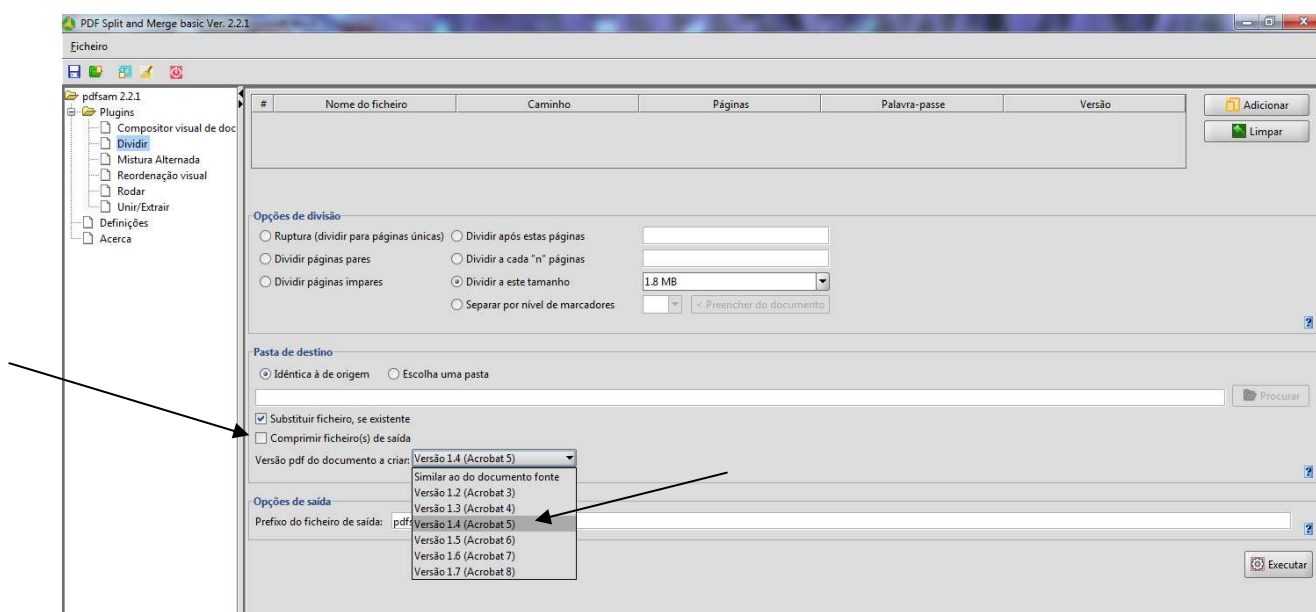 PDF Split and Merge basic Ver. 2.2.1
Ficheiro
pdfsam 2.2.1
Plugins
Compositor visual de doc
Dividir
Mistura Alternada
Reordenação visual
Rodar
Unir/Extrair
Definições
Acerca
# Nome do ficheiro Caminho Páginas Palavra-passe Versão
Adicionar
Limpar
Opções de divisão
Ruptura (dividir para páginas únicas) Dividir após estas páginas
Dividir páginas pares Dividir a cada "n" páginas
Dividir páginas impares Dividir a este tamanho 1.8 MB
Separar por nível de marcadores < Preencher do documento
Pasta de destino
Idêntica à de origem Escolha uma pasta
Procurar
Substituir ficheiro, se existente
Comprimir ficheiro(s) de saída
Versão pdf do documento a criar: Versão 1.4 (Acrobat 5)
Similar ao do documento fonte
Versão 1.2 (Acrobat 3)
Versão 1.3 (Acrobat 4)
Versão 1.4 (Acrobat 5)
Versão 1.5 (Acrobat 6)
Versão 1.6 (Acrobat 7)
Versão 1.7 (Acrobat 8)
Opções de saída
Prefixo do ficheiro de saída:
Executar